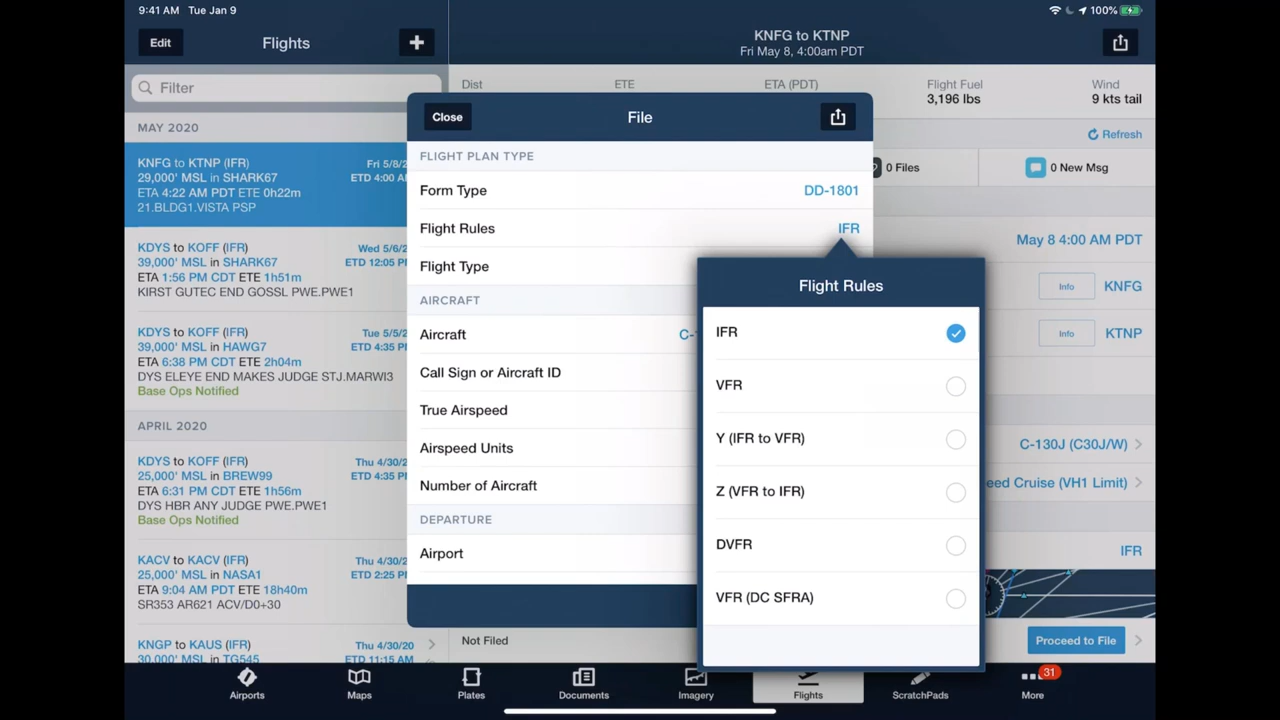 9:41 AM Tue Jan 9
100%
Edit
Flights
Filter
MAY 2020
KNFG to KTNP (IFR)
Fri 5/8/2
29,000' MSL in SHARK67
ETD 4:00 A
ETA 4:22 AM PDT ETE 0h22m
21.BLDG1.VISTA PSP
KDYS to KOFF (IFR)
Wed 5/6/2
39,000' MSL in SHARK67
ETD 12:05 P
ETA 1:56 PM CDT ETE 1h51m
KIRST GUTEC END GOSSL PWE.PWE1
KDYS to KOFF (IFR)
Tue 5/5/2
39,000' MSL in HAWG7
ETD 4:35 P
ETA 6:38 PM CDT ETE 2h04m
DYS ELEYE END MAKES JUDGE STJ.MARWI3
Base Ops Notified
APRIL 2020
KDYS to KOFF (IFR)
Thu 4/30/2
25,000' MSL in BREW99
ETD 4:35 P
ETA 6:31 PM CDT ETE 1h56m
DYS HBR ANY JUDGE PWE.PWE1
Base Ops Notified
KACV to KACV (IFR)
Thu 4/30/2
25,000' MSL in NASA1
ETD 2:25 P
ETA 9:04 AM PDT ETE 18h40m
SR353 AR621 ACV/D0+30
KNGP to KAUS (IFR)
Thu 4/30/20
30,000' MSL in TG545
ETD 11:15 AM
KNFG to KTNP
Fri May 8, 4:00am PDT
Dist
ETE
ETA (PDT)
Flight Fuel
3,196 lbs
Wind
9 kts tail
Refresh
0 Files
0 New Msg
May 8 4:00 AM PDT
Info
KNFG
Info
KTNP
C-130J (C30J/W)
eed Cruise (VH1 Limit)
IFR
Not Filed
Proceed to File
Close
File
FLIGHT PLAN TYPE
Form Type
DD-1801
Flight Rules
IFR
Flight Type
AIRCRAFT
Aircraft
C-
Call Sign or Aircraft ID
True Airspeed
Airspeed Units
Number of Aircraft
DEPARTURE
Airport
Flight Rules
IFR
VFR
Y (IFR to VFR)
Z (VFR to IFR)
DVFR
VFR (DC SFRA)
Airports
Maps
Plates
Documents
Imagery
Flights
ScratchPads
31
More